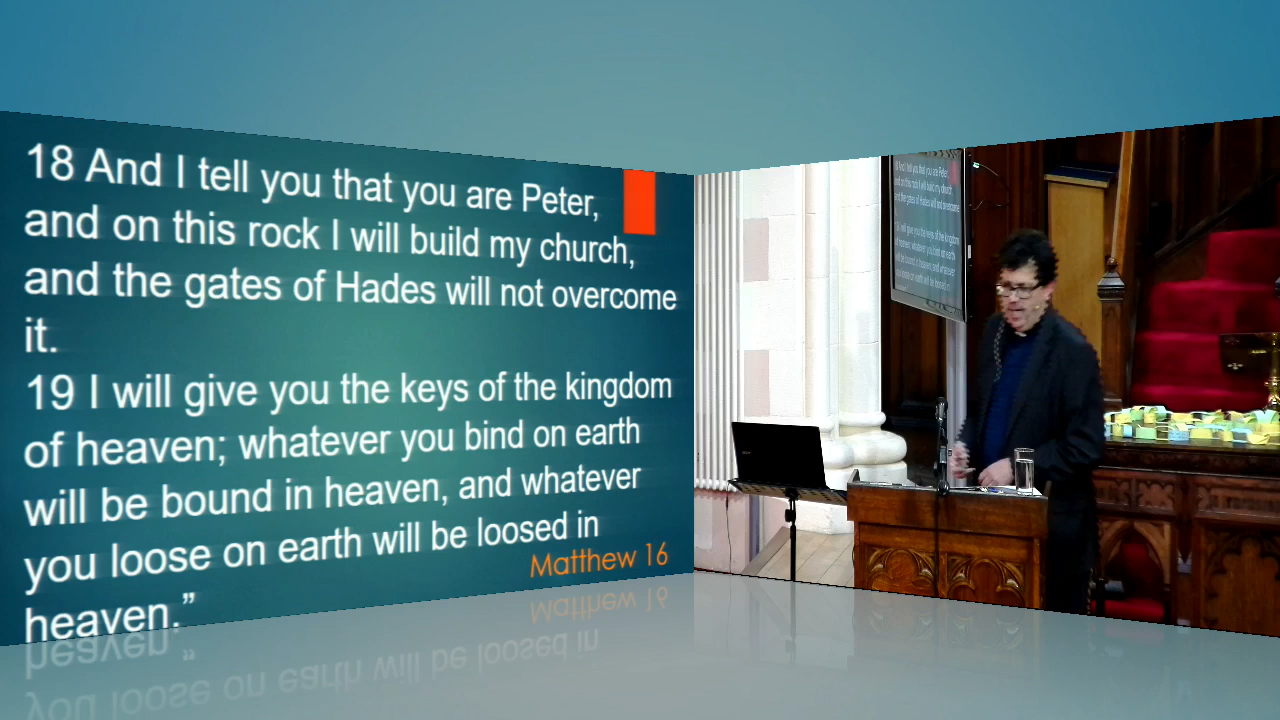 18 And I tell you that you are Peter,
and on this rock I will build my church,
and the gates of Hades will not overcome
it.
19 I will give you the keys of the kingdom
of heaven; whatever you bind on earth
will be bound in heaven, and whatever
you loose on earth will be loosed in
heaven.”
Matthew 16